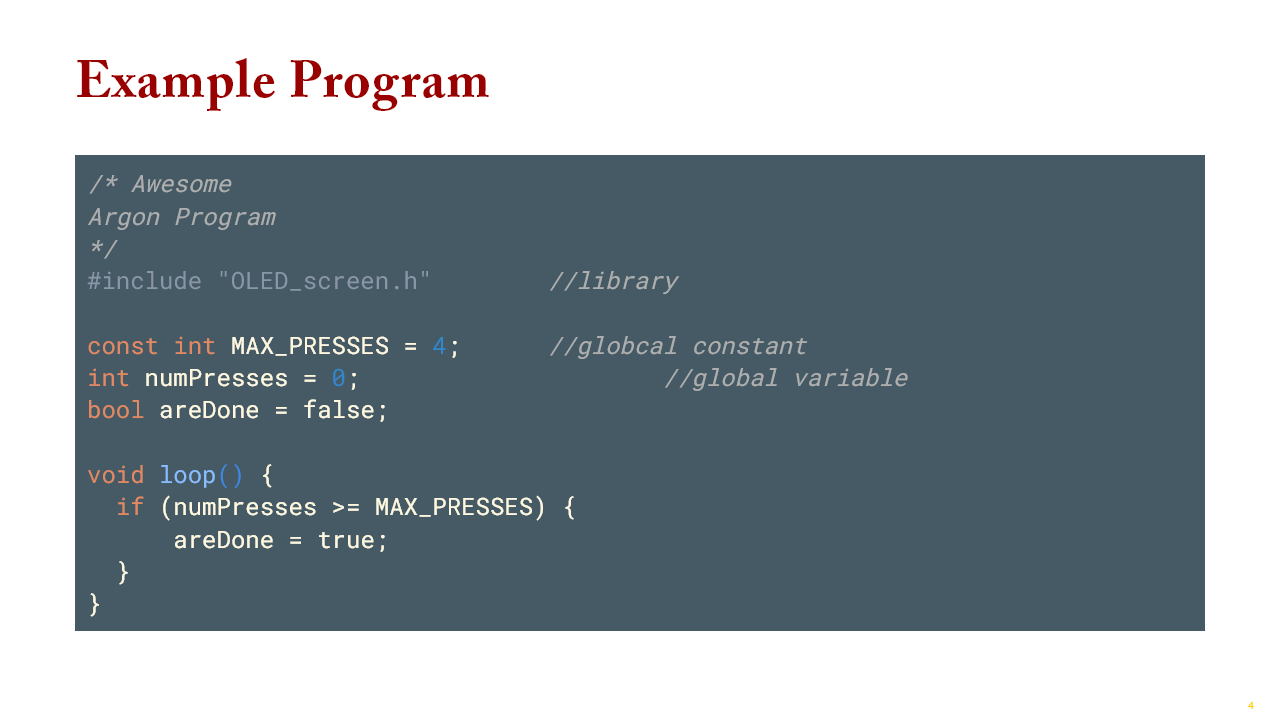 Example Program
/* Awesome
Argon Program
*/
#include "OLED_screen.h" //library
const int MAX_PRESSES = 4; //globcal constant
int numPresses = 0; //global variable
bool areDone = false;
void loop() {
if (numPresses >= MAX_PRESSES) {
areDone = true;
}
}
4